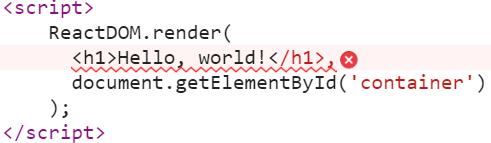 <script>
ReactDOM.render(
<h1>Hello, world!</h1>,
document.getElementById('container')
);
</script>